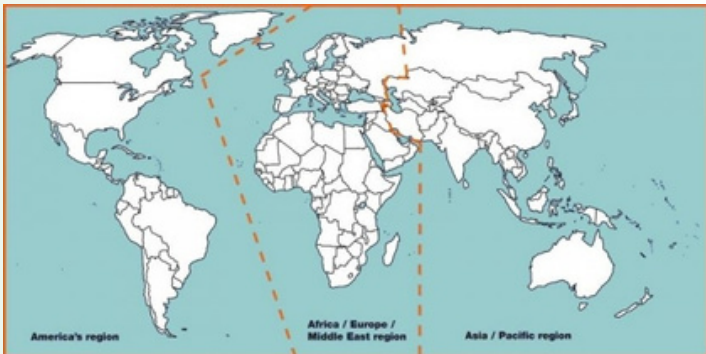 America's region
Africa / Europe /
Middle East region
Asia / Pacific region